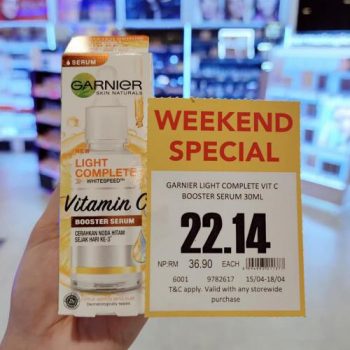 SERUM
GARNIER
SKIN NATURALS
NEW
LIGHT
COMPLETE
WHITESPEED™
Vitamin C
BOOSTER SERUM
CERAHKAN NODA HITAM
SEJAK HARI KE-3
WEEKEND
SPECIAL
GARNIER LIGHT COMPLETE VIT C
BOOSTER SERUM 30ML
22.14
NP:RM 36.90 EACH
6001 9782617 15/04-18/04
T&C apply. Valid with any storewide
purchase